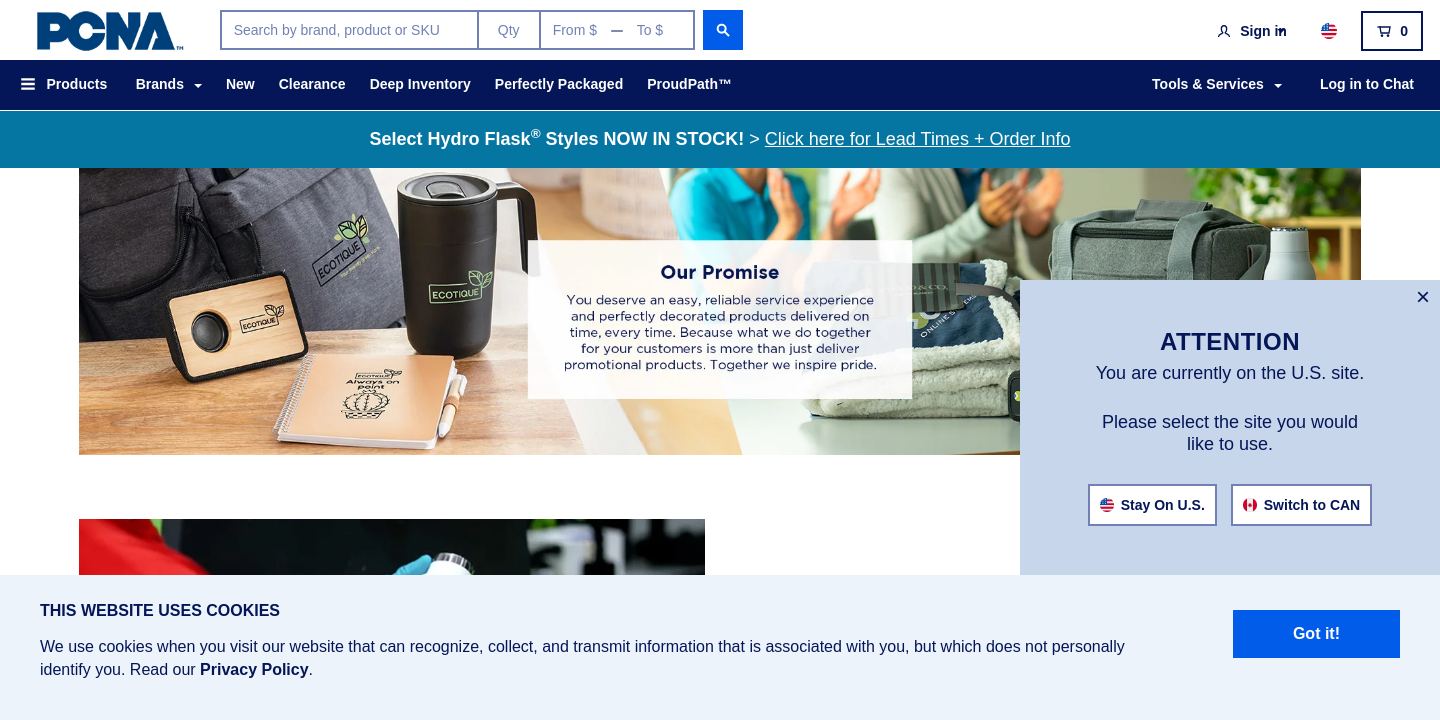 PCNA™
Search by brand, product or SKU
Qty
From $ — To $
Sign in
0
Products
Brands
New
Clearance
Deep Inventory
Perfectly Packaged
ProudPath™
Tools & Services
Log in to Chat
Select Hydro Flask® Styles NOW IN STOCK! > Click here for Lead Times + Order Info
ECOTIQUE
ECOTIQUE
ECOTIQUE
ECOTIQUE
Always on
point
Our Promise
You deserve an easy, reliable service experience
and perfectly decorated products delivered on
time, every time. Because what we do together
for your customers is more than just deliver
promotional products. Together we inspire pride.
×
ATTENTION
You are currently on the U.S. site.
Please select the site you would
like to use.
Stay On U.S.
Switch to CAN
THIS WEBSITE USES COOKIES
We use cookies when you visit our website that can recognize, collect, and transmit information that is associated with you, but which does not personally
identify you. Read our Privacy Policy.
Got it!